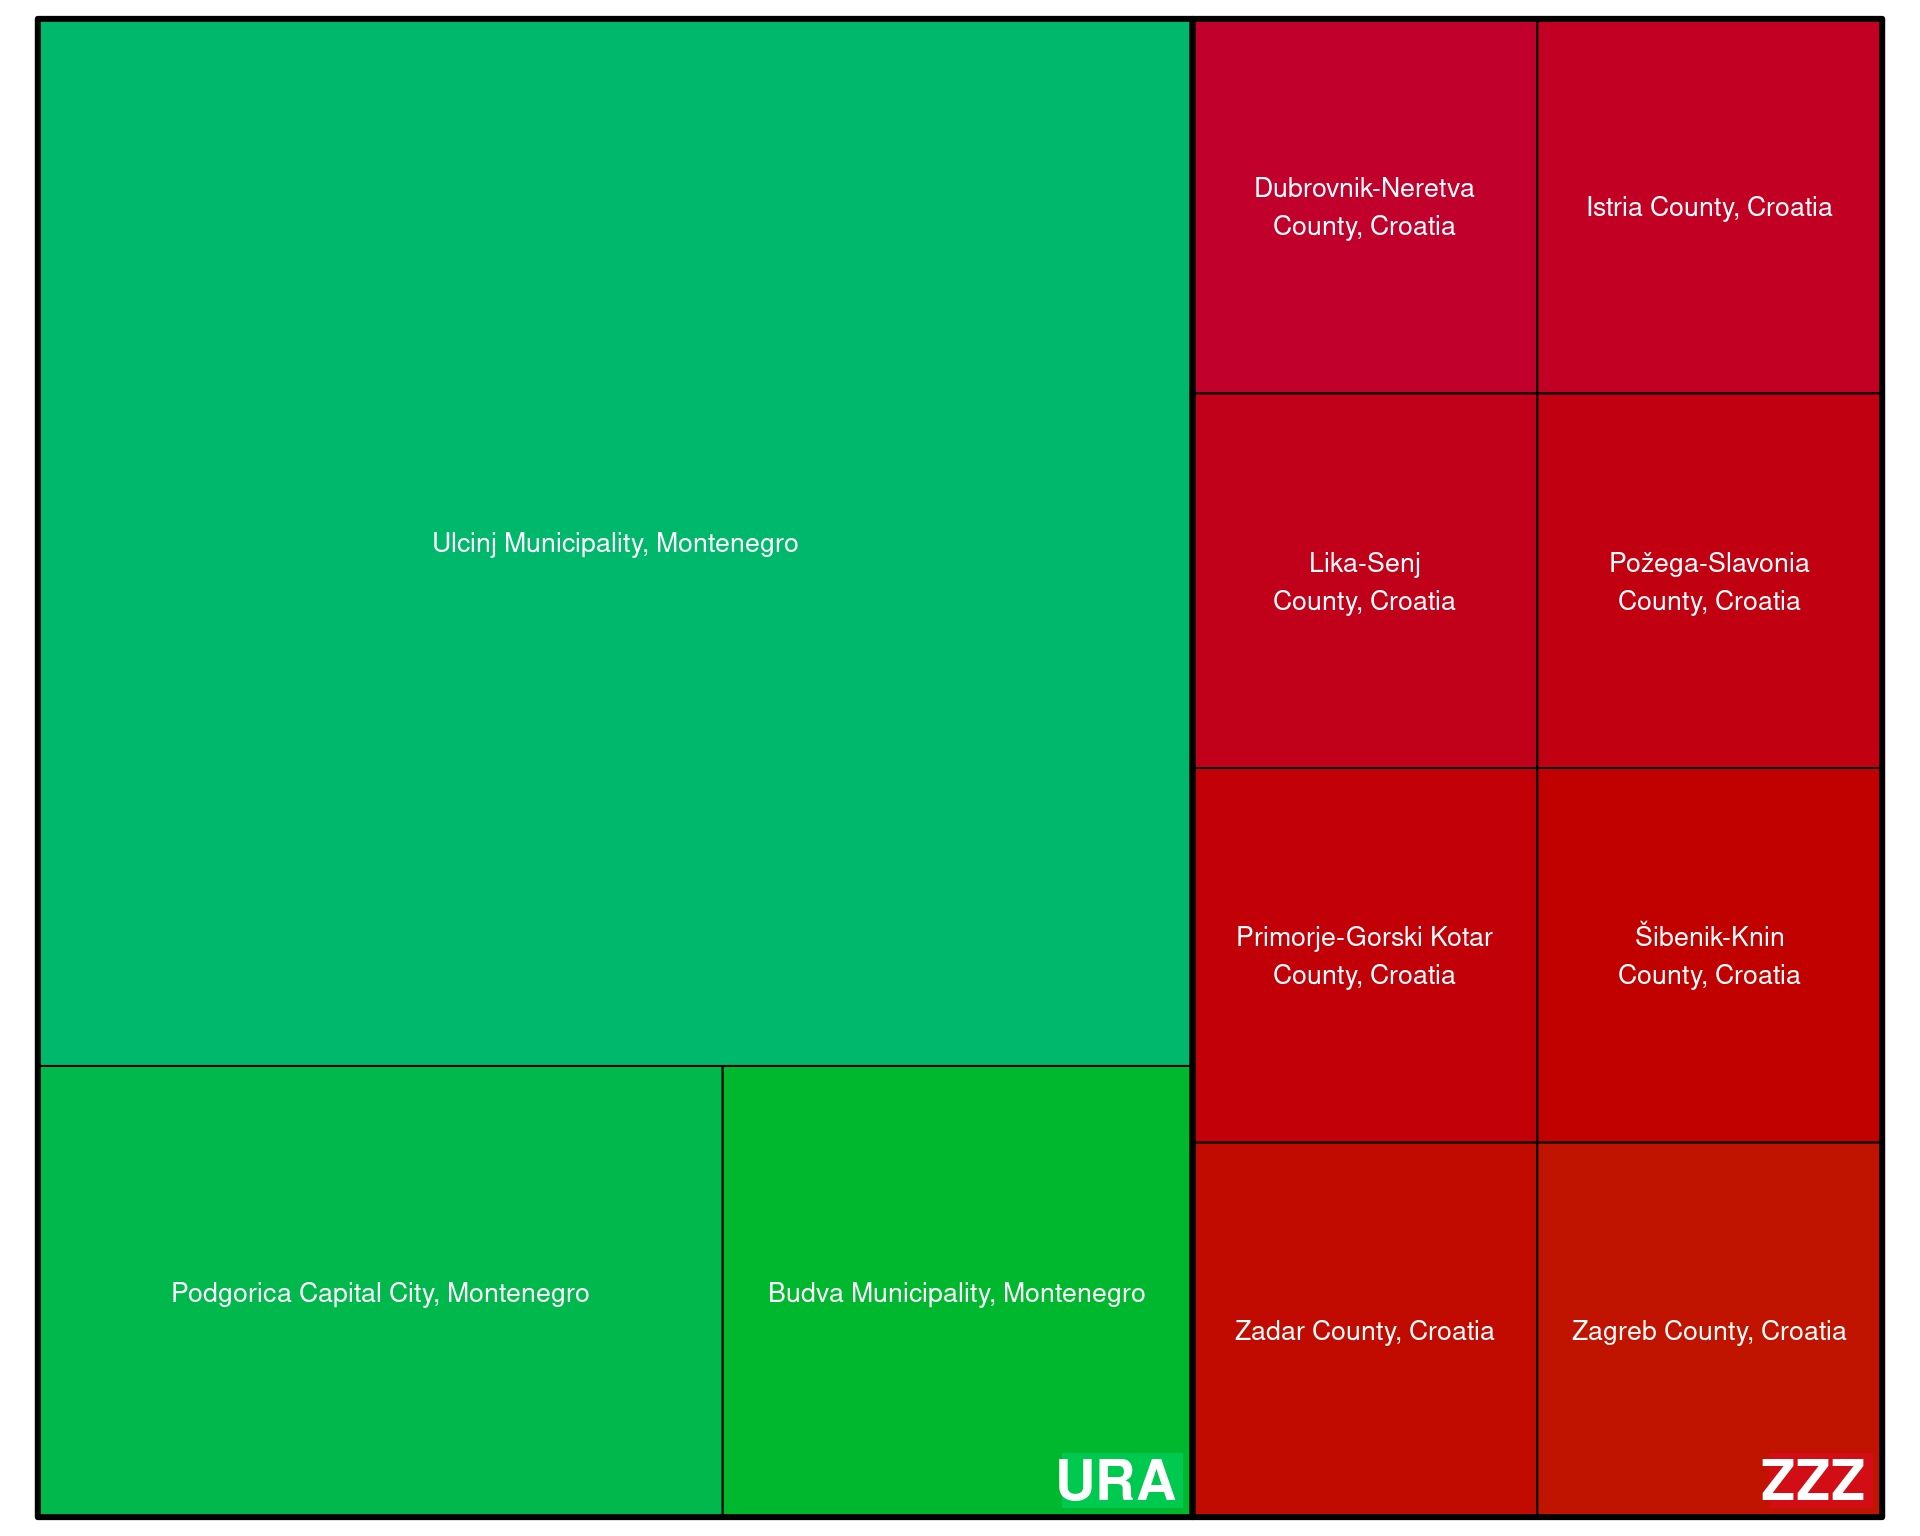 Ulcinj Municipality, Montenegro
Podgorica Capital City, Montenegro
Budva Municipality, Montenegro
URA
Dubrovnik-Neretva
County, Croatia
Istria County, Croatia
Lika-Senj
County, Croatia
Požega-Slavonia
County, Croatia
Primorje-Gorski Kotar
County, Croatia
Šibenik-Knin
County, Croatia
Zadar County, Croatia
Zagreb County, Croatia
ZZZ